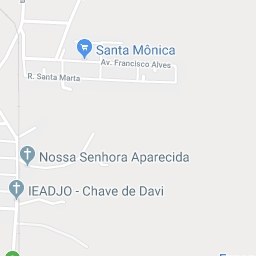 Santa Mônica
Av. Francisco Alves
R. Santa Marta
Nossa Senhora Aparecida
IEADJO - Chave de Davi